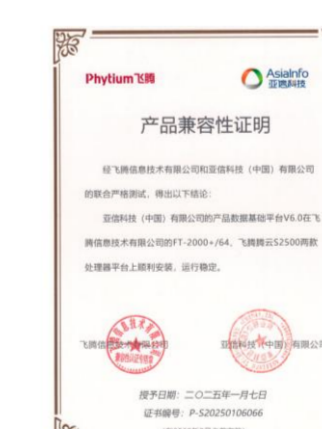 Phytium飞腾
AsiaInfo
亚信科技
产品兼容性证明
经飞腾信息技术有限公司和亚信科技（中国）有限公司
的联合严格测试，得出以下结论：
亚信科技（中国）有限公司的产品数据基础平台V6.0在飞
腾信息技术有限公司的FT-2000+/64、飞腾腾云S2500两款
处理器平台上顺利安装，运行稳定。
飞腾信息技术有限公司
亚信科技（中国）有限公司
授予日期：二〇二五年一月七日
证书编号：P-S20250106066